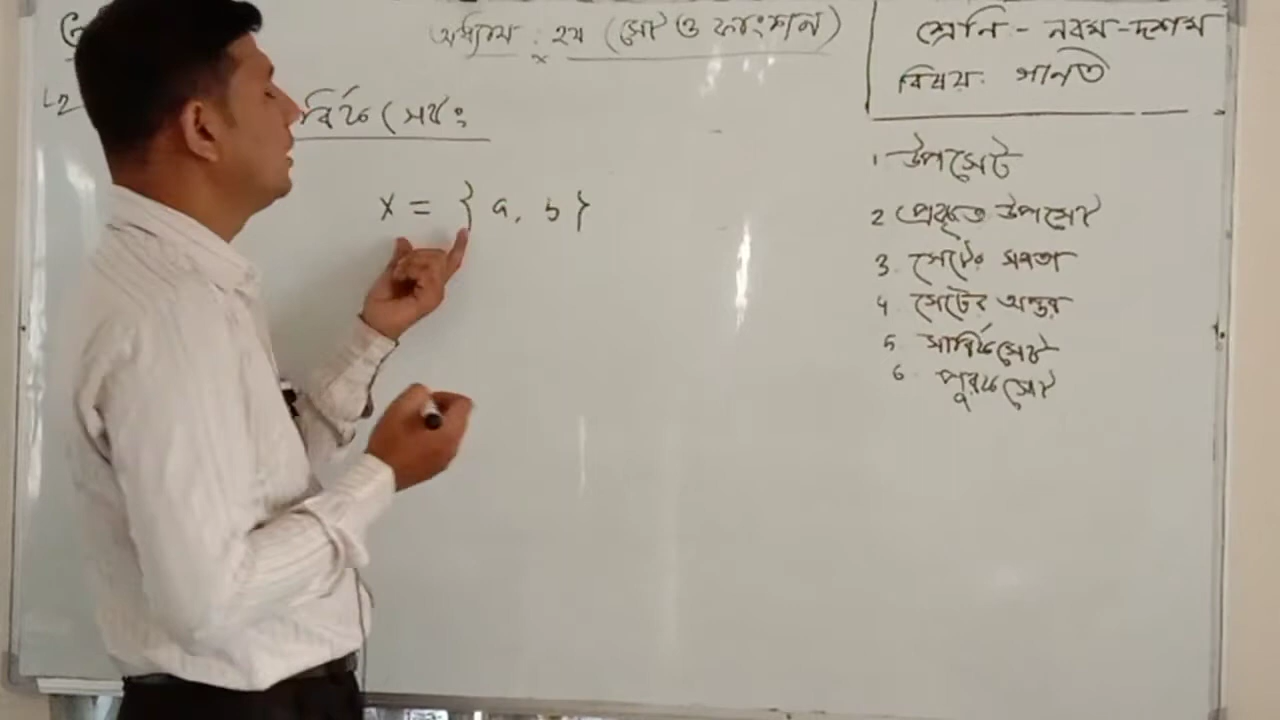 অধ্যায় : ২য় (সেট ও ফাংশন)
শ্রেনি - নবম-দশম
বিষয়: গনিত
X = { a, b }
1 উপসেট
2 প্রকৃত উপসেট
3. সেটের সমতা
4. সেটের অন্তর
5 সার্বিক সেট
6. পূরক সেট